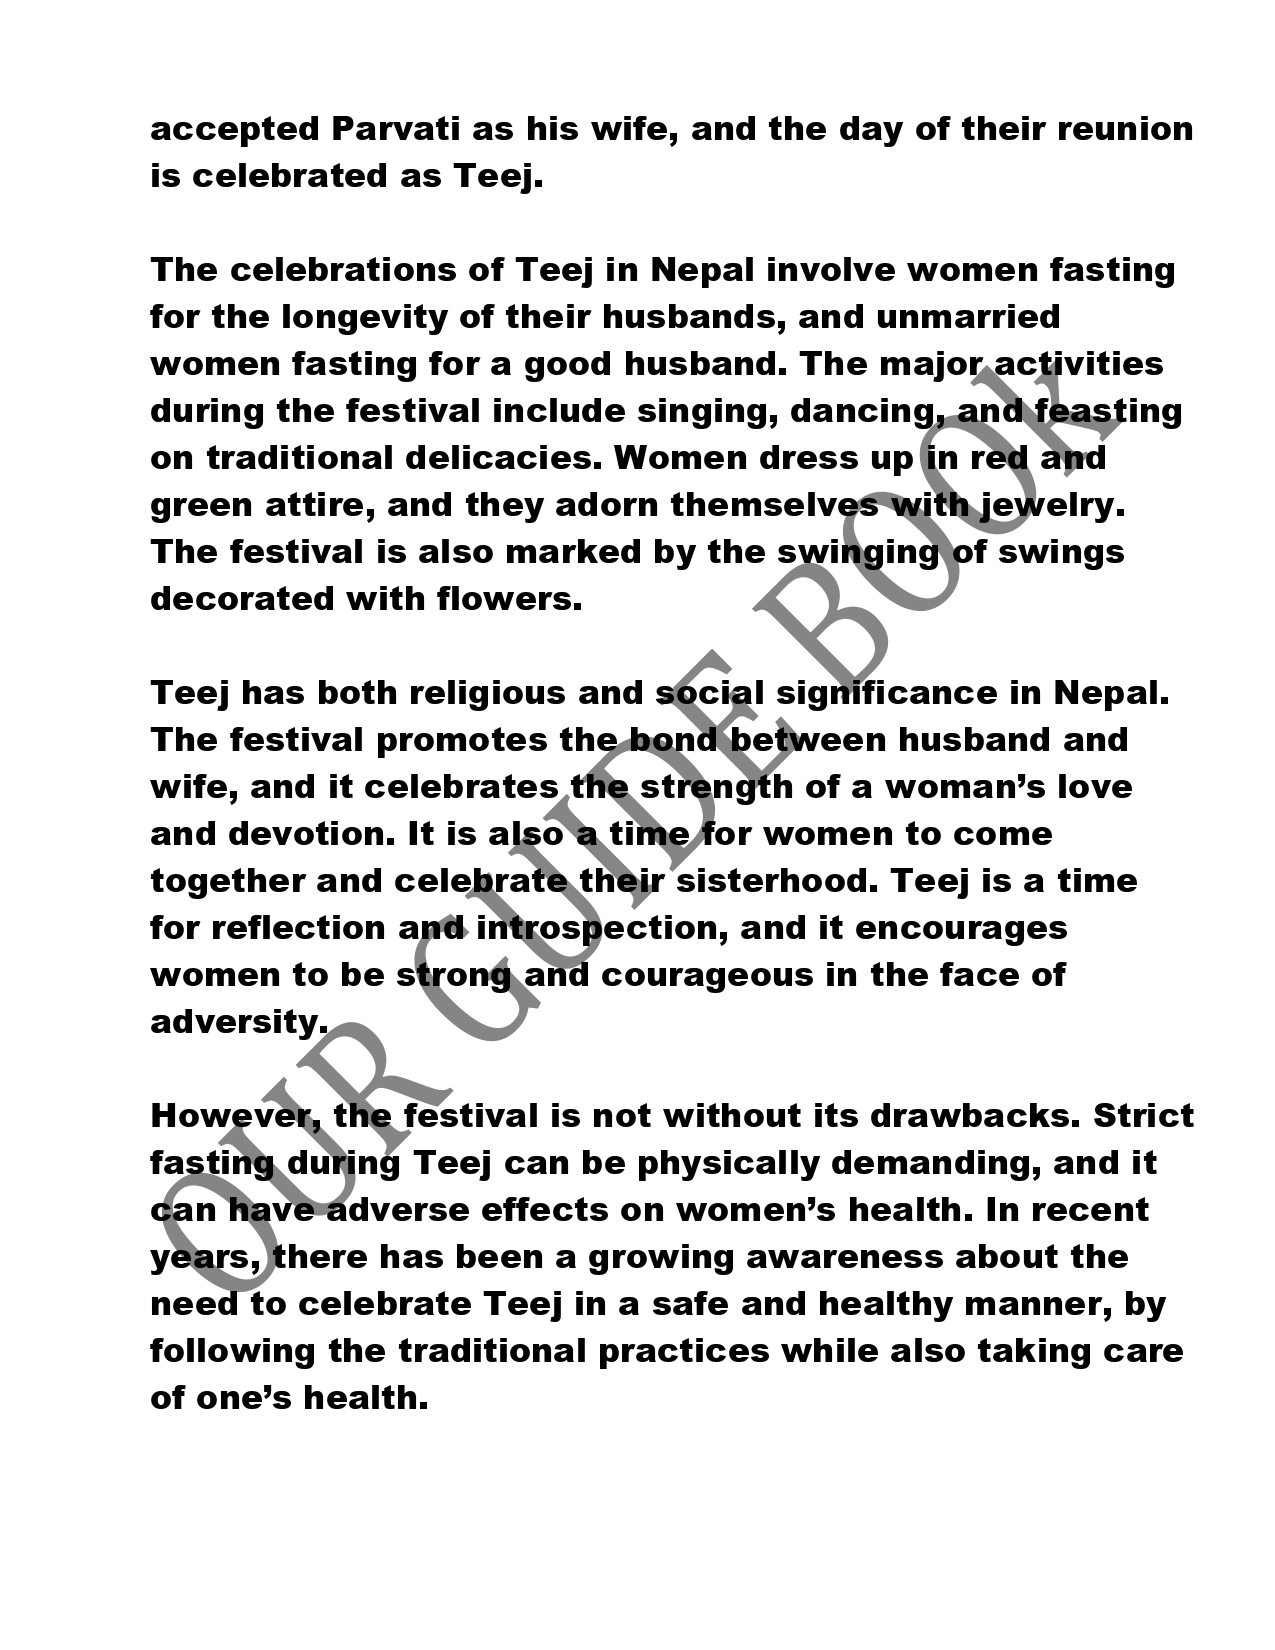 accepted Parvati as his wife, and the day of their reunion
is celebrated as Teej.
The celebrations of Teej in Nepal involve women fasting
for the longevity of their husbands, and unmarried
women fasting for a good husband. The major activities
during the festival include singing, dancing, and feasting
on traditional delicacies. Women dress up in red and
green attire, and they adorn themselves with jewelry.
The festival is also marked by the swinging of swings
decorated with flowers.
Teej has both religious and social significance in Nepal.
The festival promotes the bond between husband and
wife, and it celebrates the strength of a woman’s love
and devotion. It is also a time for women to come
together and celebrate their sisterhood. Teej is a time
for reflection and introspection, and it encourages
women to be strong and courageous in the face of
adversity.
However, the festival is not without its drawbacks. Strict
fasting during Teej can be physically demanding, and it
can have adverse effects on women’s health. In recent
years, there has been a growing awareness about the
need to celebrate Teej in a safe and healthy manner, by
following the traditional practices while also taking care
of one’s health.
OUR GUIDE BOOk